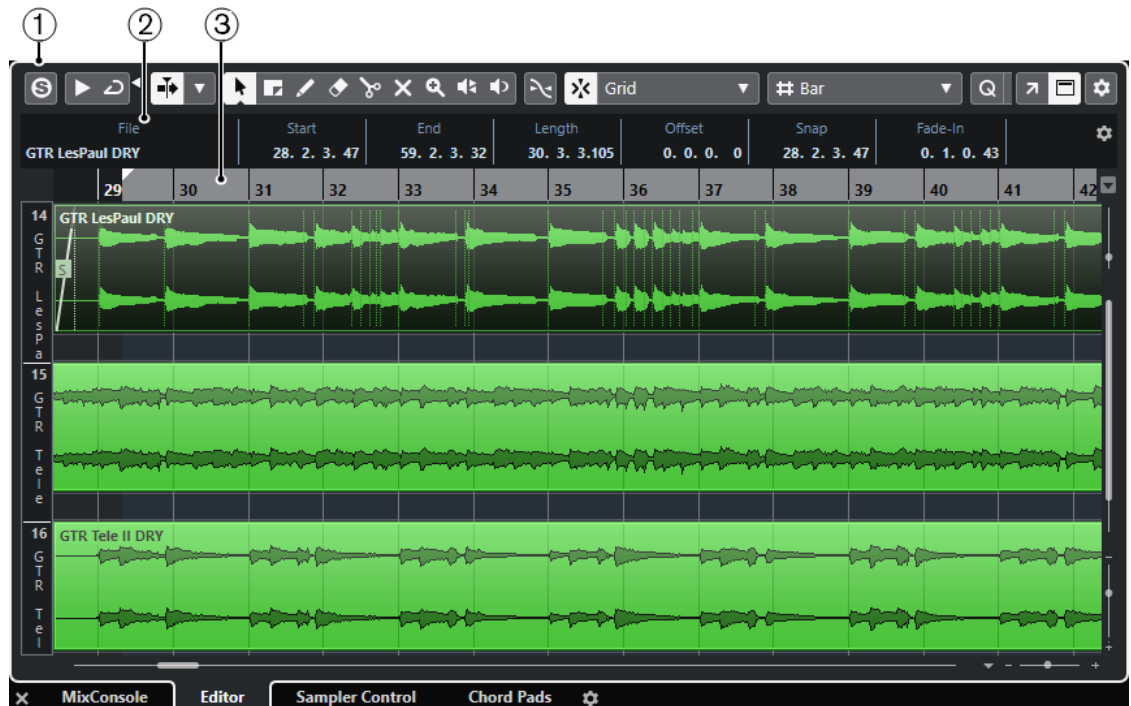 1 2 3
S Grid Bar Q
File Start End Length Offset Snap Fade-In
GTR LesPaul DRY 28. 2. 3. 47 59. 2. 3. 32 30. 3. 3.105 0. 0. 0. 0 28. 2. 3. 47 0. 1. 0. 43
29 30 31 32 33 34 35 36 37 38 39 40 41 42
14 GTR LesPaul DRY
GTR LesPa
S
15
GTR Tele
16 GTR Tele II DRY
GTR Tel
MixConsole Editor Sampler Control Chord Pads